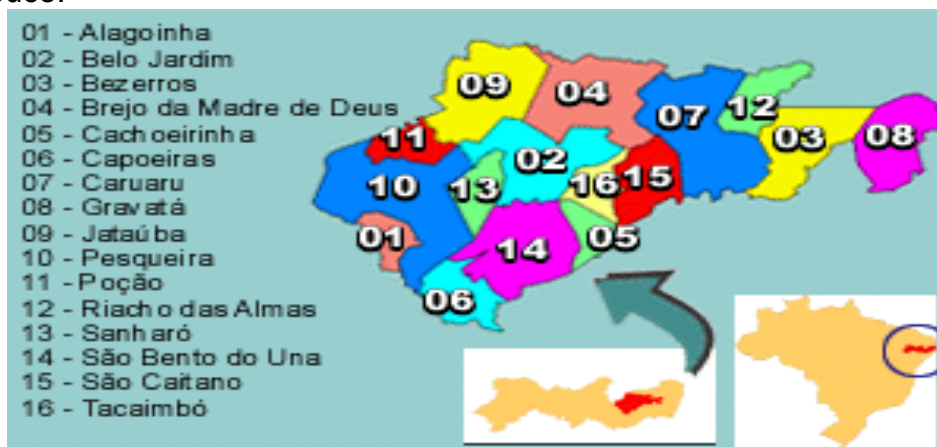 01 - Alagoinha
02 - Belo Jardim
03 - Bezerros
04 - Brejo da Madre de Deus
05 - Cachoeirinha
06 - Capoeiras
07 - Caruaru
08 - Gravatá
09 - Jataúba
10 - Pesqueira
11 - Poção
12 - Riacho das Almas
13 - Sanharó
14 - São Bento do Una
15 - São Caitano
16 - Tacaimbó
09
04
07
12
03
08
11
02
10
13
16
15
01
14
05
06